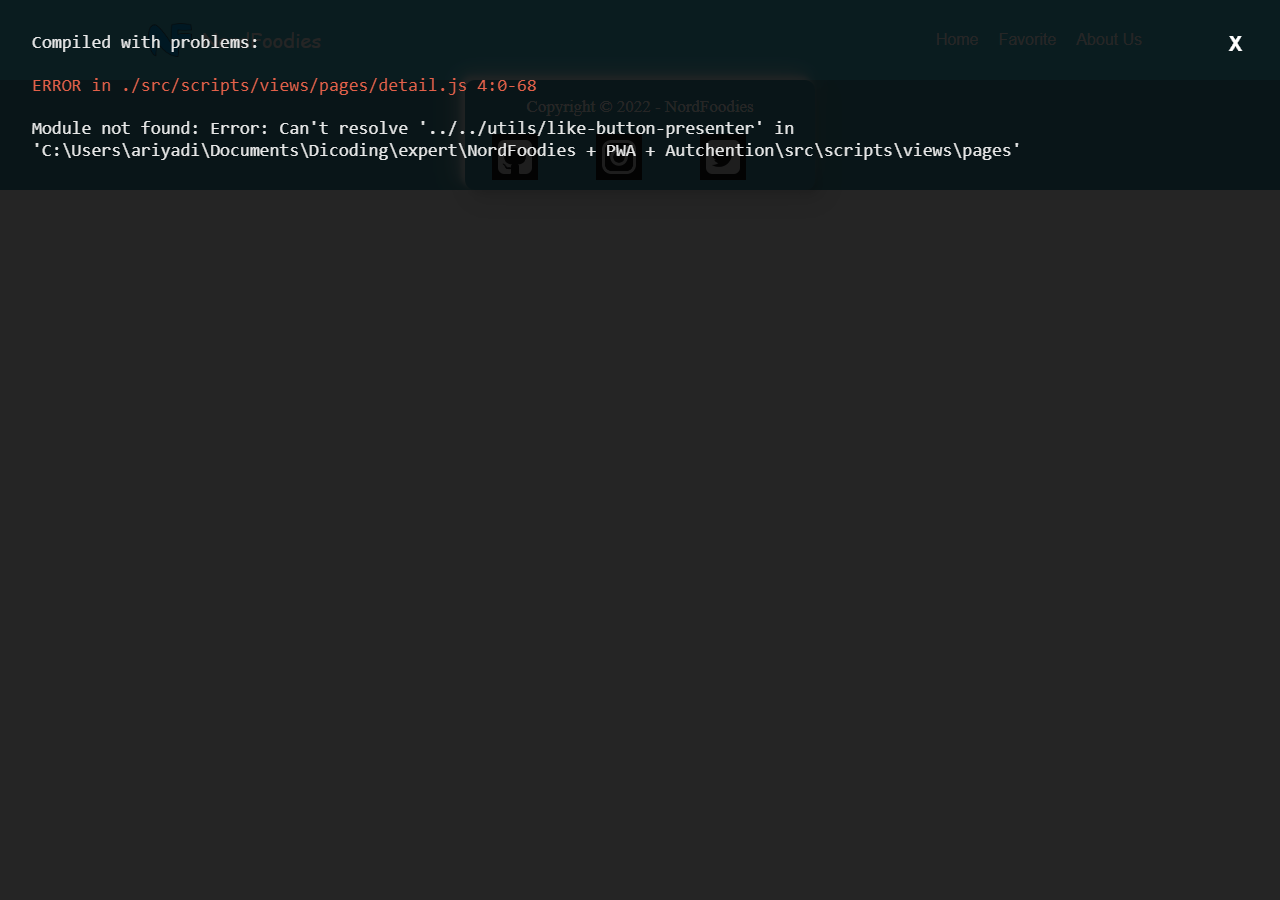 Compiled with problems:
X
NordFoodies
Home Favorite About Us
ERROR in ./src/scripts/views/pages/detail.js 4:0-68
Copyright © 2022 - NordFoodies
Module not found: Error: Can't resolve '../../utils/like-button-presenter' in
'C:\Users\ariyadi\Documents\Dicoding\expert\NordFoodies + PWA + Autchention\src\scripts\views\pages'